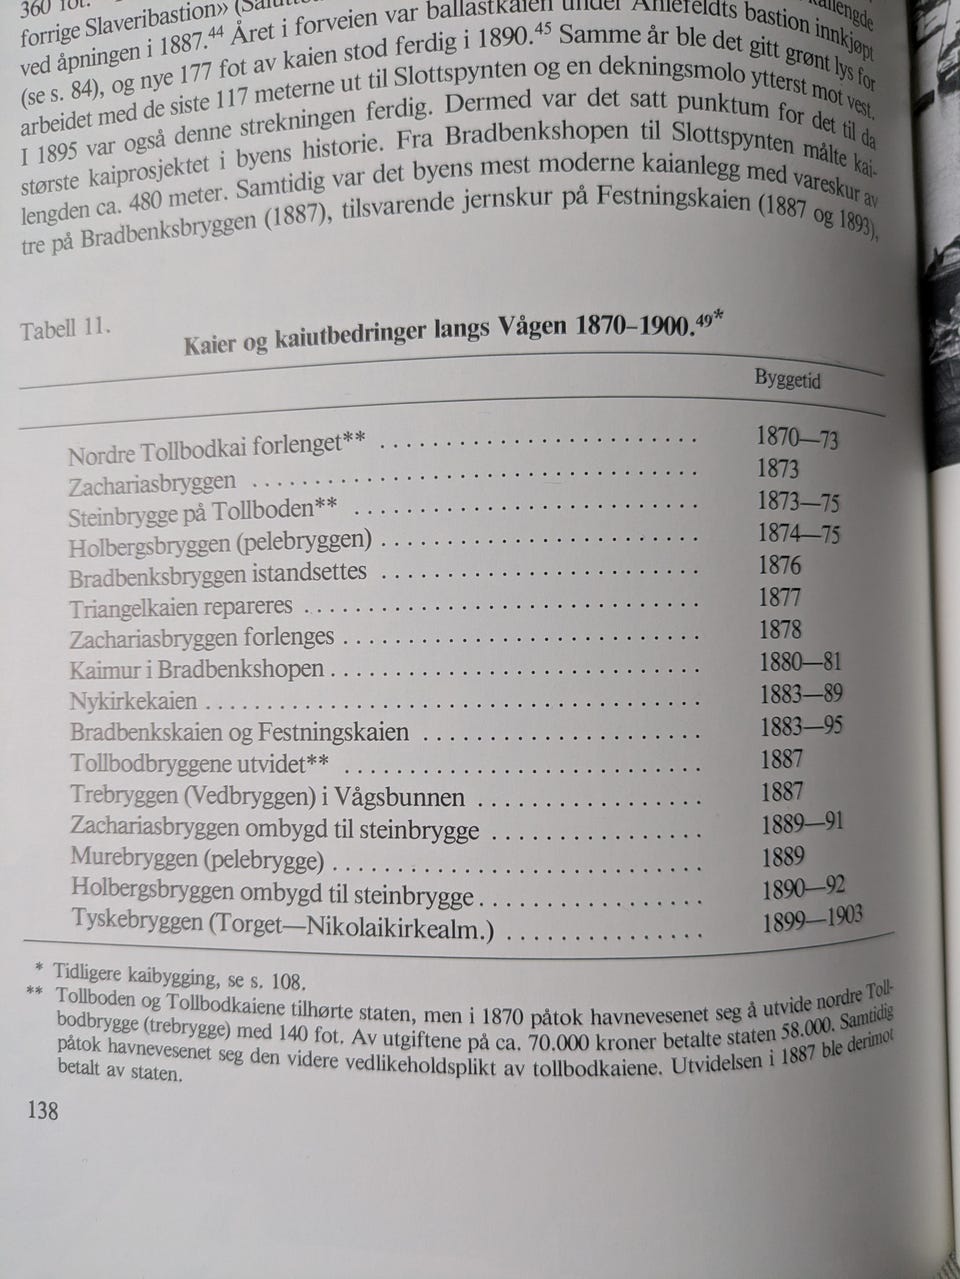 360 fot.
forrige Slaveribastion» kailengde
ved åpningen i 1887.⁴⁴ Året i forveien var ballastkaien under Ahlefeldts bastion innkjøpt
(se s. 84), og nye 177 fot av kaien stod ferdig i 1890.⁴⁵ Samme år ble det gitt grønt lys for
arbeidet med de siste 117 meterne ut til Slottspynten og en dekningsmolo ytterst mot vest.
I 1895 var også denne strekningen ferdig. Dermed var det satt punktum for det til da
største kaiprosjektet i byens historie. Fra Bradbenkshopen til Slottspynten målte kai-
lengden ca. 480 meter. Samtidig var det byens mest moderne kaianlegg med vareskur av
tre på Bradbenksbryggen (1887), tilsvarende jernskur på Festningskaien (1887 og 1893),
Tabell 11.
Kaier og kaiutbedringer langs Vågen 1870–1900.⁴⁹*
Byggetid
Nordre Tollbodkai forlenget** 1870—73
Zachariasbryggen 1873
Steinbrygge på Tollboden** 1873—75
Holbergsbryggen (pelebryggen) 1874—75
Bradbenksbryggen istandsettes 1876
Triangelkaien repareres 1877
Zachariasbryggen forlenges 1878
Kaimur i Bradbenkshopen 1880—81
Nykirkekaien 1883—89
Bradbenkskaien og Festningskaien 1883—95
Tollbodbryggene utvidet** 1887
Trebryggen (Vedbryggen) i Vågsbunnen 1887
Zachariasbryggen ombygd til steinbrygge 1889—91
Murebryggen (pelebrygge) 1889
Holbergsbryggen ombygd til steinbrygge 1890—92
Tyskebryggen (Torget—Nikolaikirkealm.) 1899—1903
* Tidligere kaibygging, se s. 108.
** Tollboden og Tollbodkaiene tilhørte staten, men i 1870 påtok havnevesenet seg å utvide nordre Toll-
bodbrygge (trebrygge) med 140 fot. Av utgiftene på ca. 70.000 kroner betalte staten 58.000. Samtidig
påtok havnevesenet seg den videre vedlikeholdsplikt av tollbodkaiene. Utvidelsen i 1887 ble derimot
betalt av staten.
138